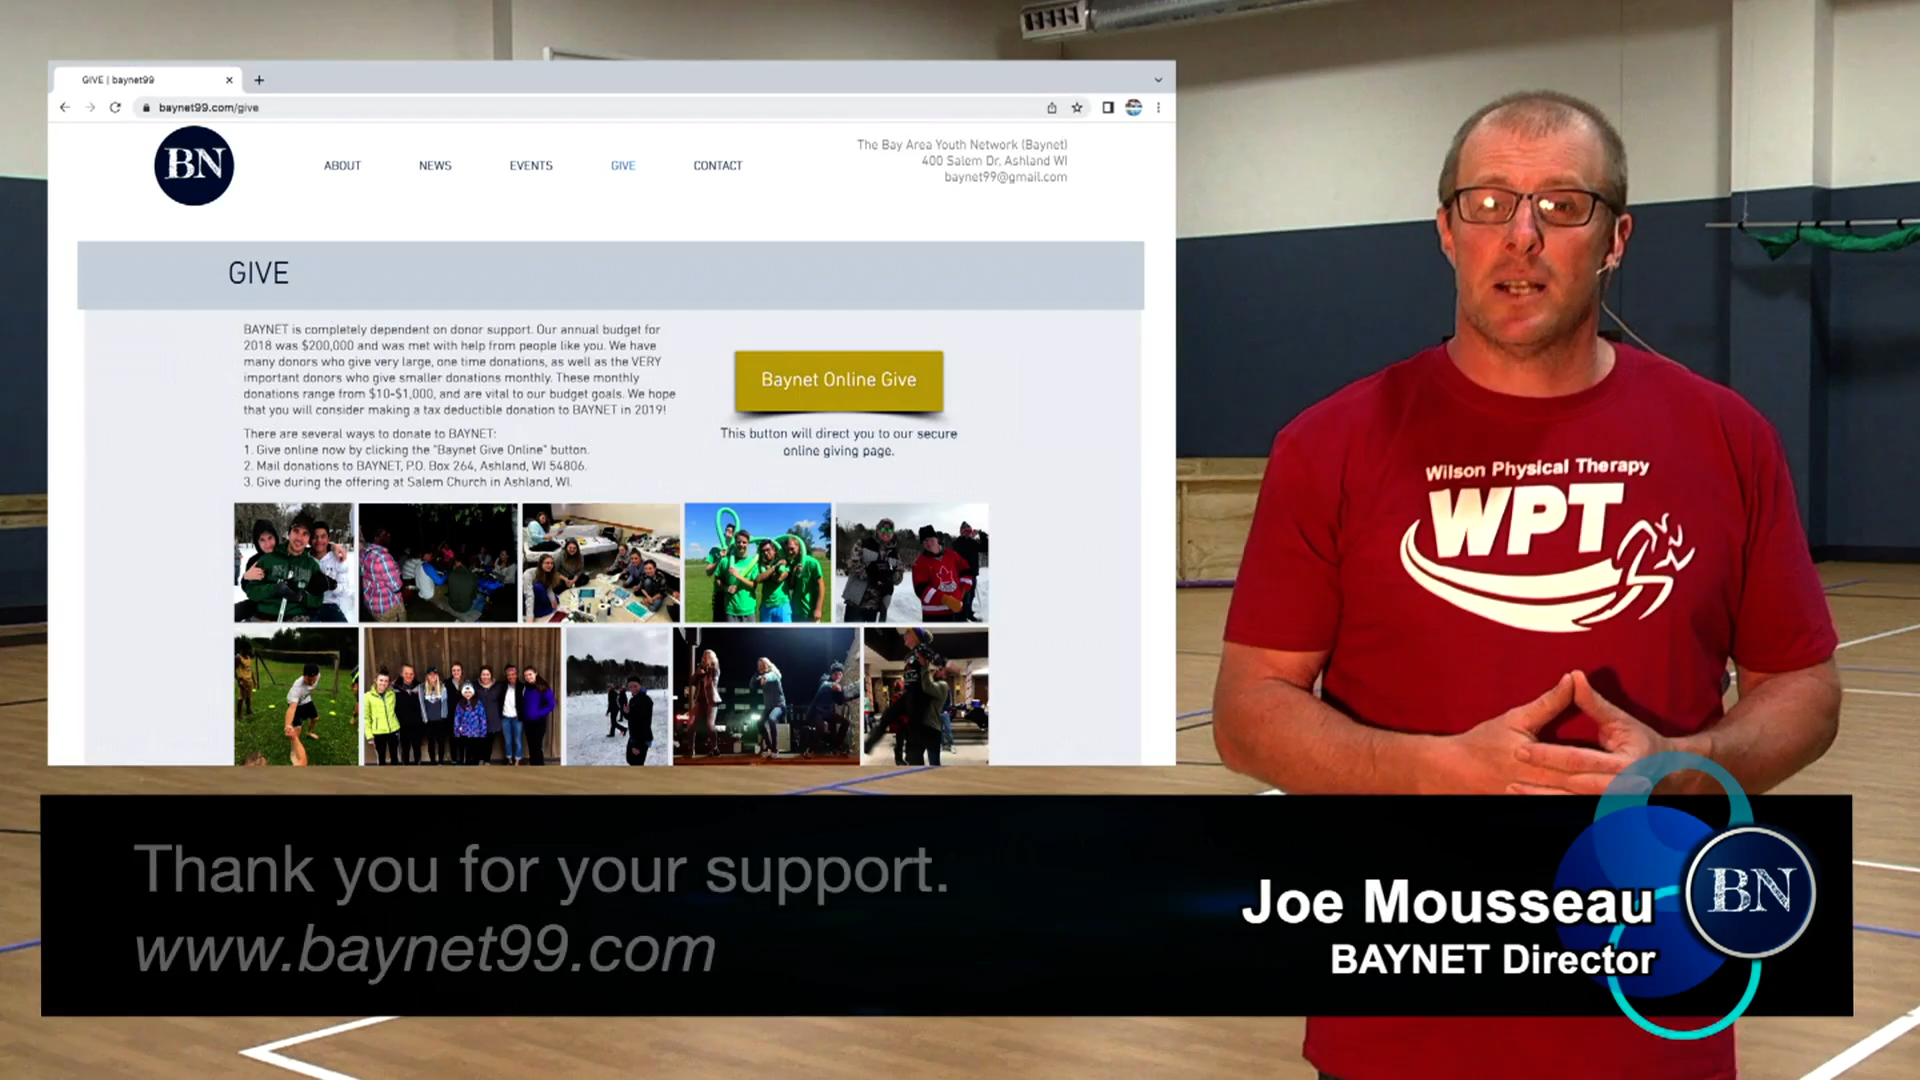 GIVE | baynet99
baynet99.com/give
BN
ABOUT
NEWS
EVENTS
GIVE
CONTACT
The Bay Area Youth Network (Baynet)
400 Salem Dr, Ashland WI
baynet99@gmail.com
GIVE
BAYNET is completely dependent on donor support. Our annual budget for
2018 was $200,000 and was met with help from people like you. We have
many donors who give very large, one time donations, as well as the VERY
important donors who give smaller donations monthly. These monthly
donations range from $10-$1,000, and are vital to our budget goals. We hope
that you will consider making a tax deductible donation to BAYNET in 2019!
There are several ways to donate to BAYNET:
1. Give online now by clicking the "Baynet Give Online" button.
2. Mail donations to BAYNET, P.O. Box 264, Ashland, WI 54806.
3. Give during the offering at Salem Church in Ashland, WI.
Baynet Online Give
This button will direct you to our secure
online giving page.
Wilson Physical Therapy
WPT
Thank you for your support.
www.baynet99.com
Joe Mousseau
BAYNET Director
BN